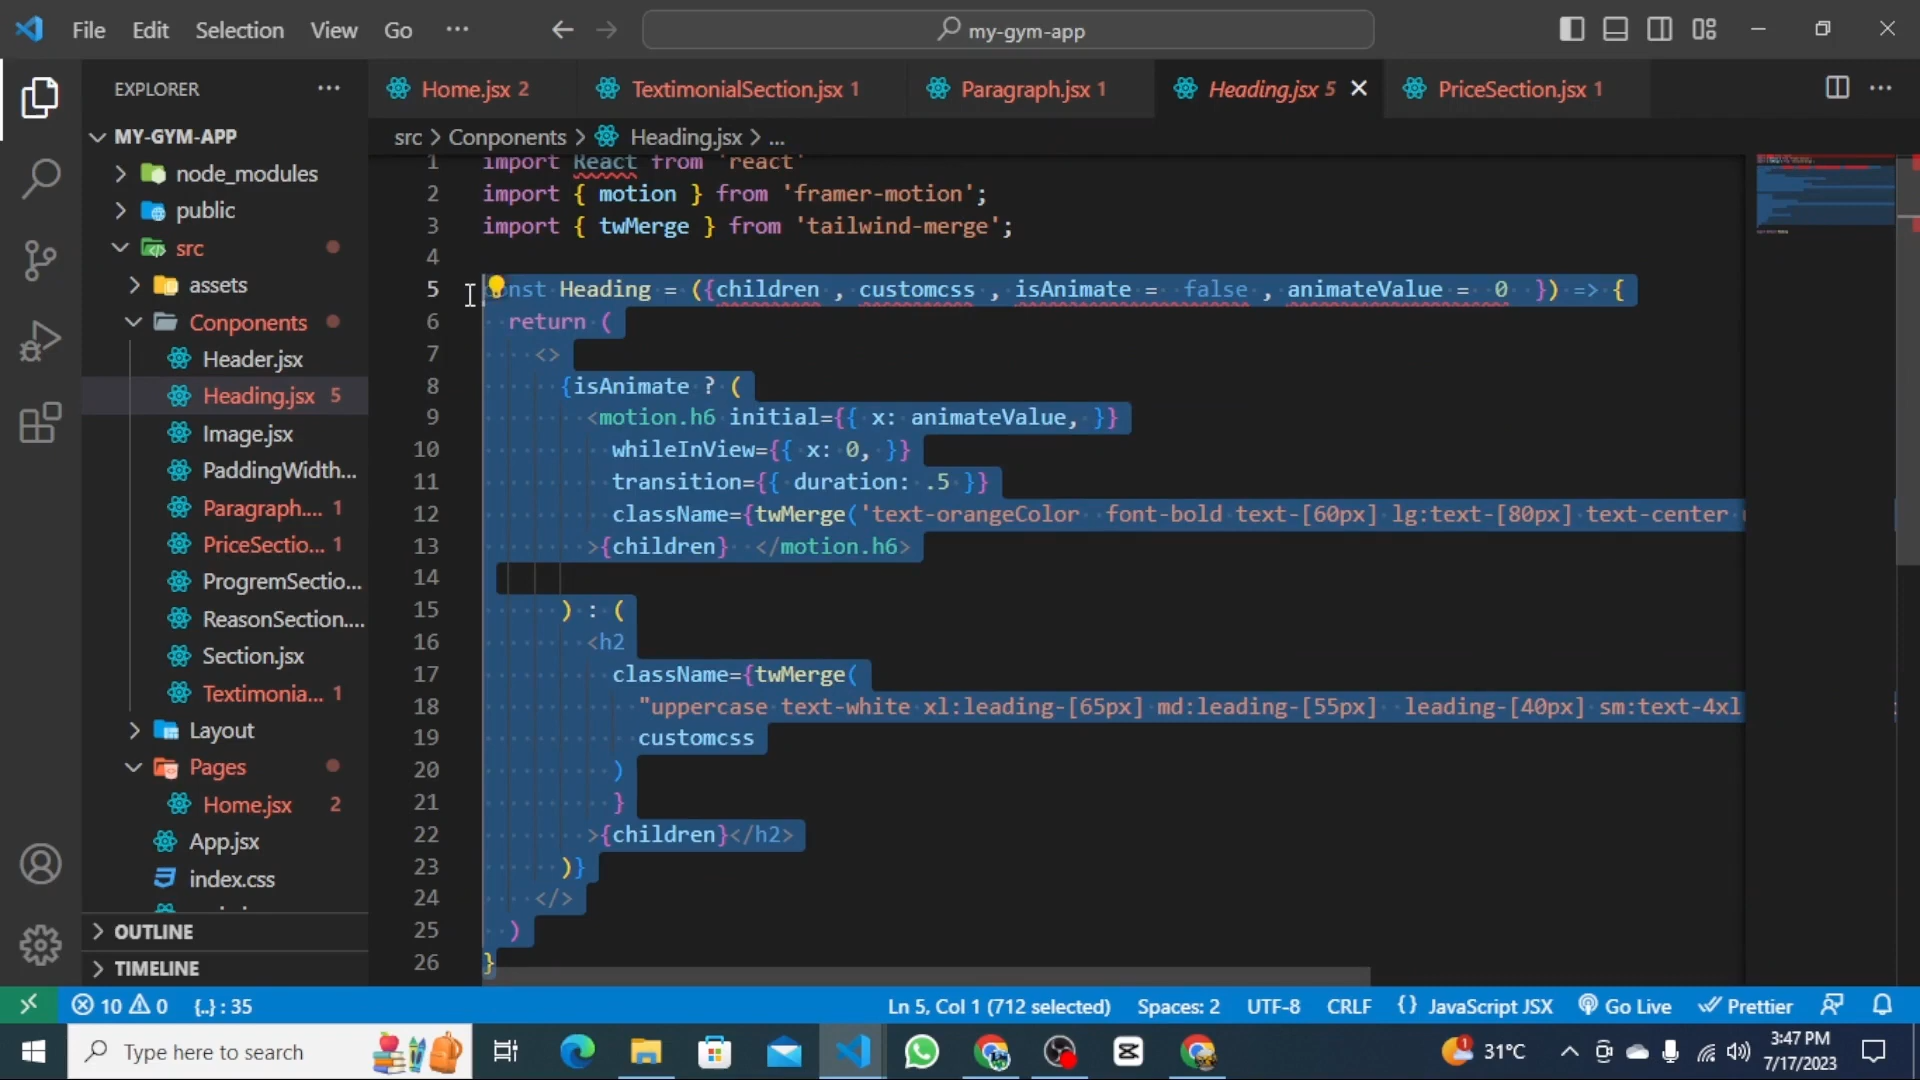 File Edit Selection View Go ...
my-gym-app
EXPLORER ...
Home.jsx 2
TextimonialSection.jsx 1
Paragraph.jsx 1
Heading.jsx 5
PriceSection.jsx 1
MY-GYM-APP
src > Conponents > Heading.jsx > ...
node_modules
public
src
assets
Conponents
Header.jsx
Heading.jsx 5
Image.jsx
PaddingWidth...
Paragraph.... 1
PriceSectio... 1
ProgremSectio...
ReasonSection....
Section.jsx
Textimonia... 1
Layout
Pages
Home.jsx 2
App.jsx
index.css
OUTLINE
TIMELINE
1 import React from 'react'
2 import { motion } from 'framer-motion';
3 import { twMerge } from 'tailwind-merge';
4
5 const Heading = ({children , customcss , isAnimate = false , animateValue = 0 }) => {
6 return (
7 <>
8 {isAnimate ? (
9 <motion.h6 initial={{ x: animateValue, }}
10 whileInView={{ x: 0, }}
11 transition={{ duration: .5 }}
12 className={twMerge('text-orangeColor font-bold text-[60px] lg:text-[80px] text-center
13 >{children} </motion.h6>
14
15 ) : (
16 <h2
17 className={twMerge(
18 "uppercase text-white xl:leading-[65px] md:leading-[55px] leading-[40px] sm:text-4xl
19 customcss
20 )
21 }
22 >{children}</h2>
23 )}
24 </>
25 )
26 }
10 0 {..} : 35
Ln 5, Col 1 (712 selected) Spaces: 2 UTF-8 CRLF {} JavaScript JSX Go Live Prettier
Type here to search
1
31°C
3:47 PM
7/17/2023